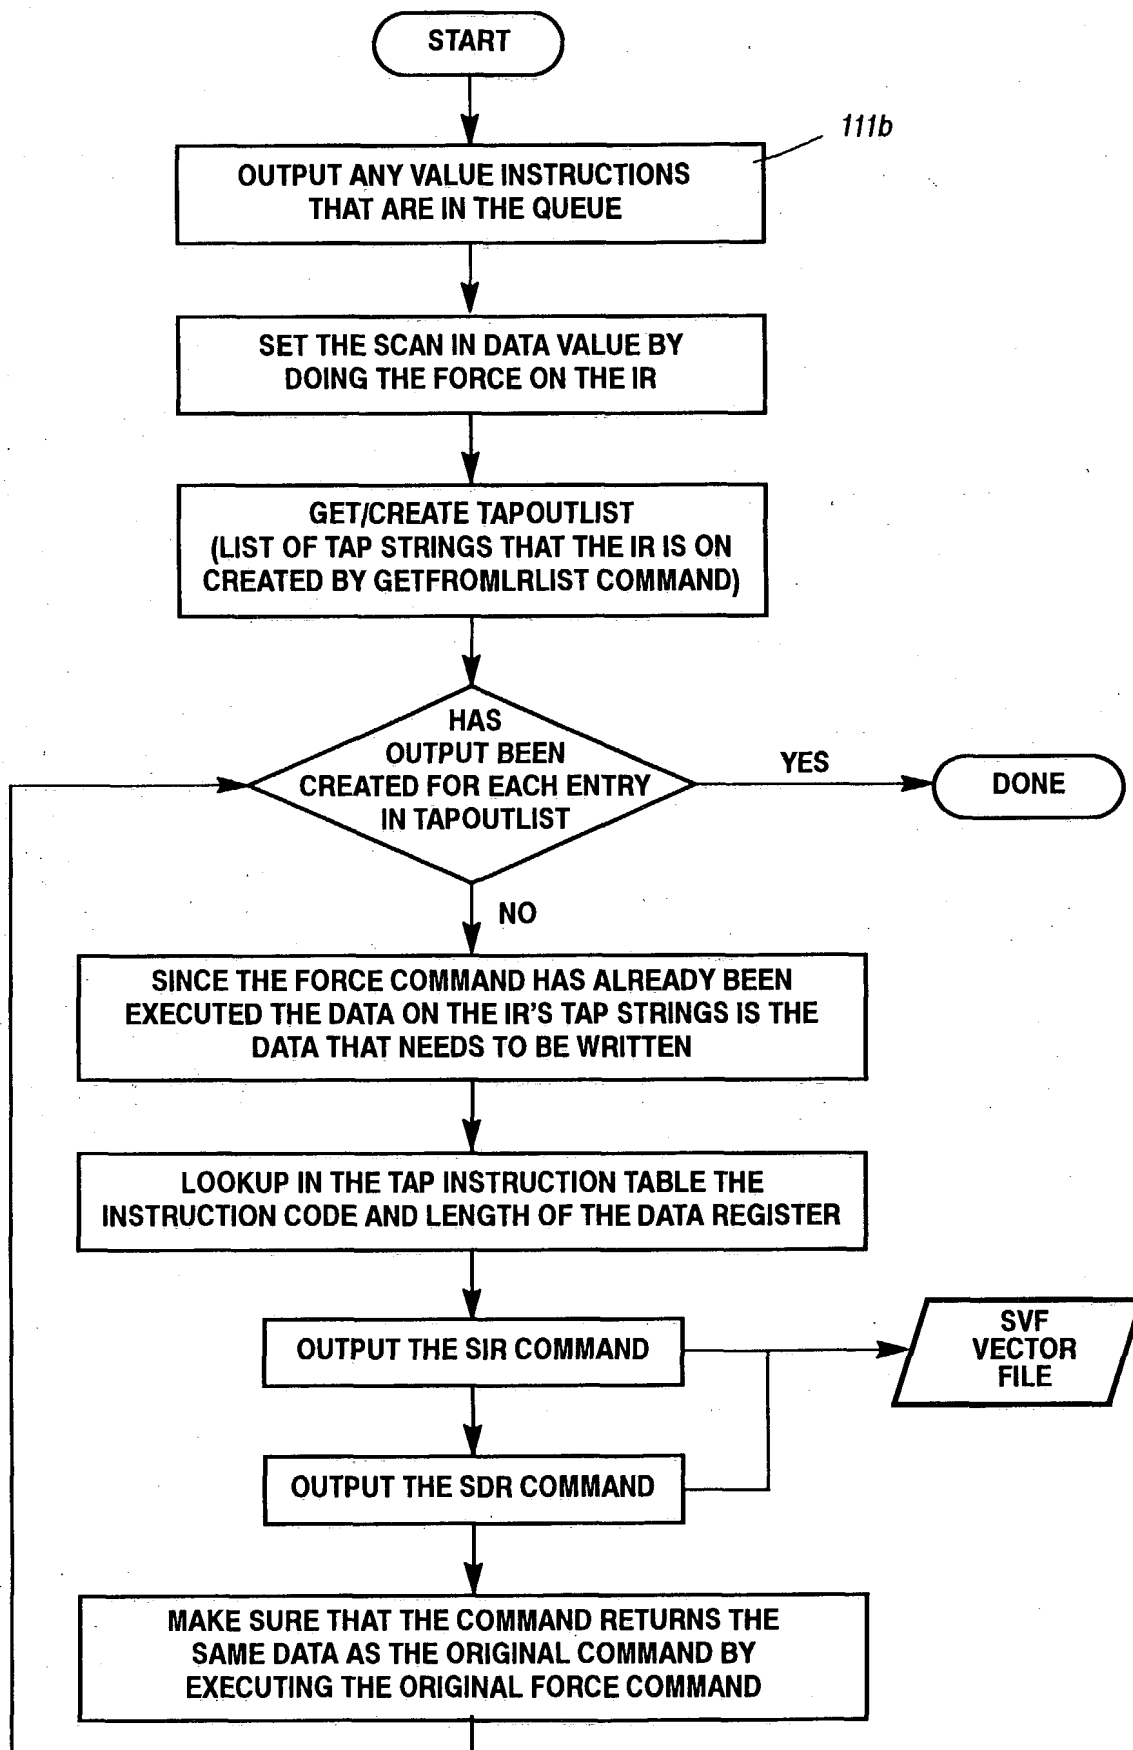 START
111b
OUTPUT ANY VALUE INSTRUCTIONS
THAT ARE IN THE QUEUE
SET THE SCAN IN DATA VALUE BY
DOING THE FORCE ON THE IR
GET/CREATE TAPOUTLIST
(LIST OF TAP STRINGS THAT THE IR IS ON
CREATED BY GETFROMLRLIST COMMAND)
HAS
OUTPUT BEEN
CREATED FOR EACH ENTRY
IN TAPOUTLIST
YES
DONE
NO
SINCE THE FORCE COMMAND HAS ALREADY BEEN
EXECUTED THE DATA ON THE IR'S TAP STRINGS IS THE
DATA THAT NEEDS TO BE WRITTEN
LOOKUP IN THE TAP INSTRUCTION TABLE THE
INSTRUCTION CODE AND LENGTH OF THE DATA REGISTER
OUTPUT THE SIR COMMAND
SVF
VECTOR
FILE
OUTPUT THE SDR COMMAND
MAKE SURE THAT THE COMMAND RETURNS THE
SAME DATA AS THE ORIGINAL COMMAND BY
EXECUTING THE ORIGINAL FORCE COMMAND